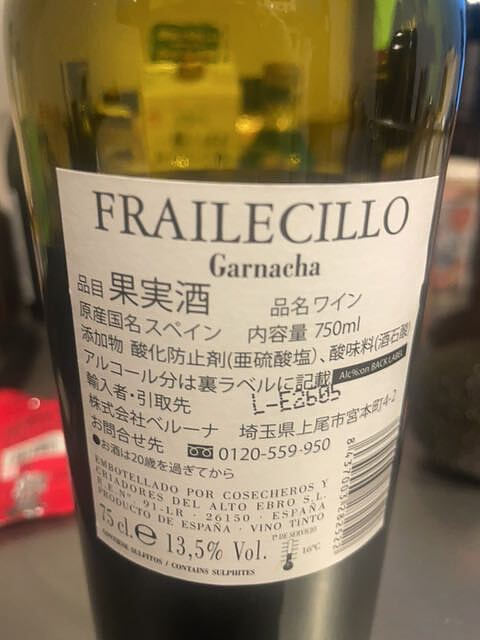 FRAILECILLO
Garnacha
品目 果実酒 品名 ワイン
原産国名 スペイン 内容量 750ml
添加物 酸化防止剤(亜硫酸塩)、酸味料(酒石酸)
アルコール分は裏ラベルに記載 Alc%:on BACK LABEL
L-E2605
輸入者・引取先
株式会社ベルーナ 埼玉県上尾市宮本町4-2
お問合せ先 0120-559-950
●お酒は20歳を過ぎてから
EMBOTELLADO POR COSECHEROS Y
CRIADORES DEL ALTO EBRO S.L.
R.E. Nº 91-LR - 26150 - ESPAÑA
PRODUCTO DE ESPAÑA - VINO TINTO
75 cl. e 13,5% Vol.
Tª DE SERVICIO
16ºC
CONTIENE SULFITOS / CONTAINS SULPHITES